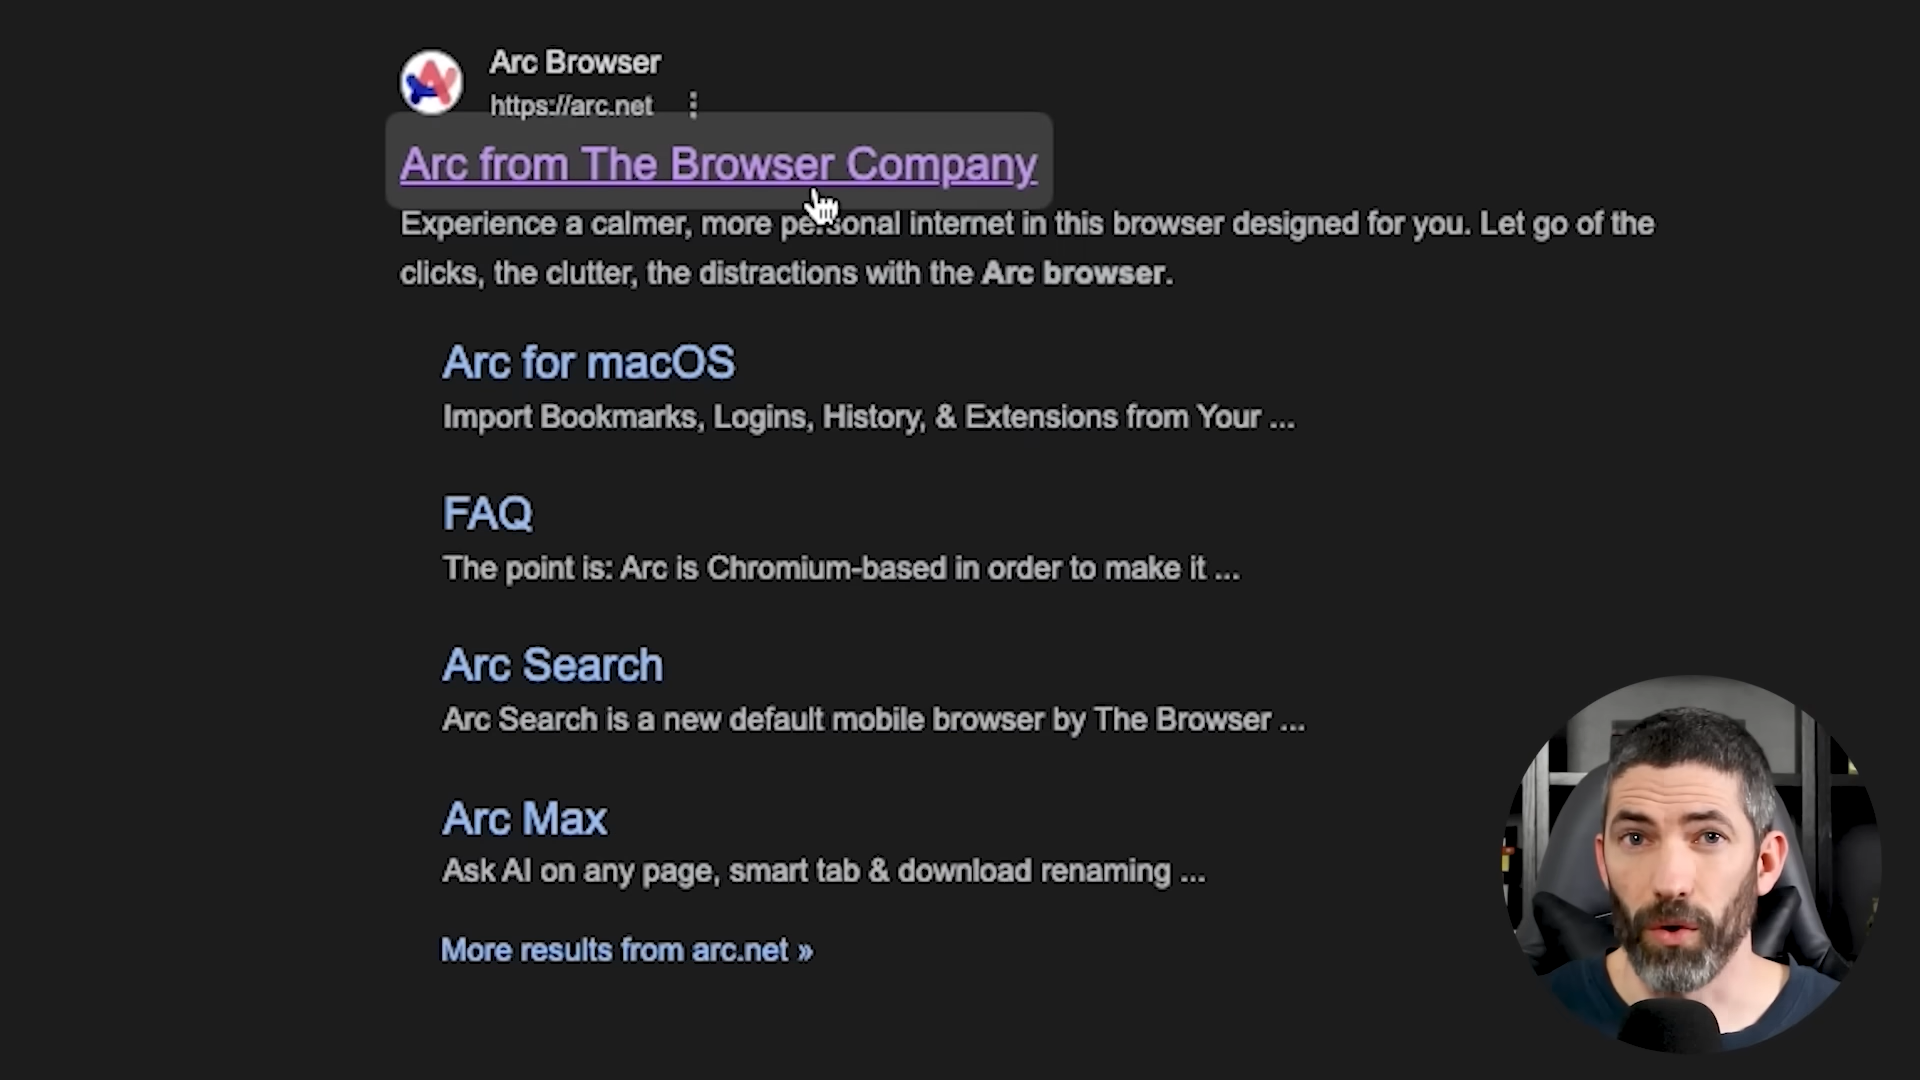 Arc Browser
https://arc.net
Arc from The Browser Company
Experience a calmer, more personal internet in this browser designed for you. Let go of the
clicks, the clutter, the distractions with the Arc browser.
Arc for macOS
Import Bookmarks, Logins, History, & Extensions from Your ...
FAQ
The point is: Arc is Chromium-based in order to make it ...
Arc Search
Arc Search is a new default mobile browser by The Browser ...
Arc Max
Ask AI on any page, smart tab & download renaming ...
More results from arc.net »